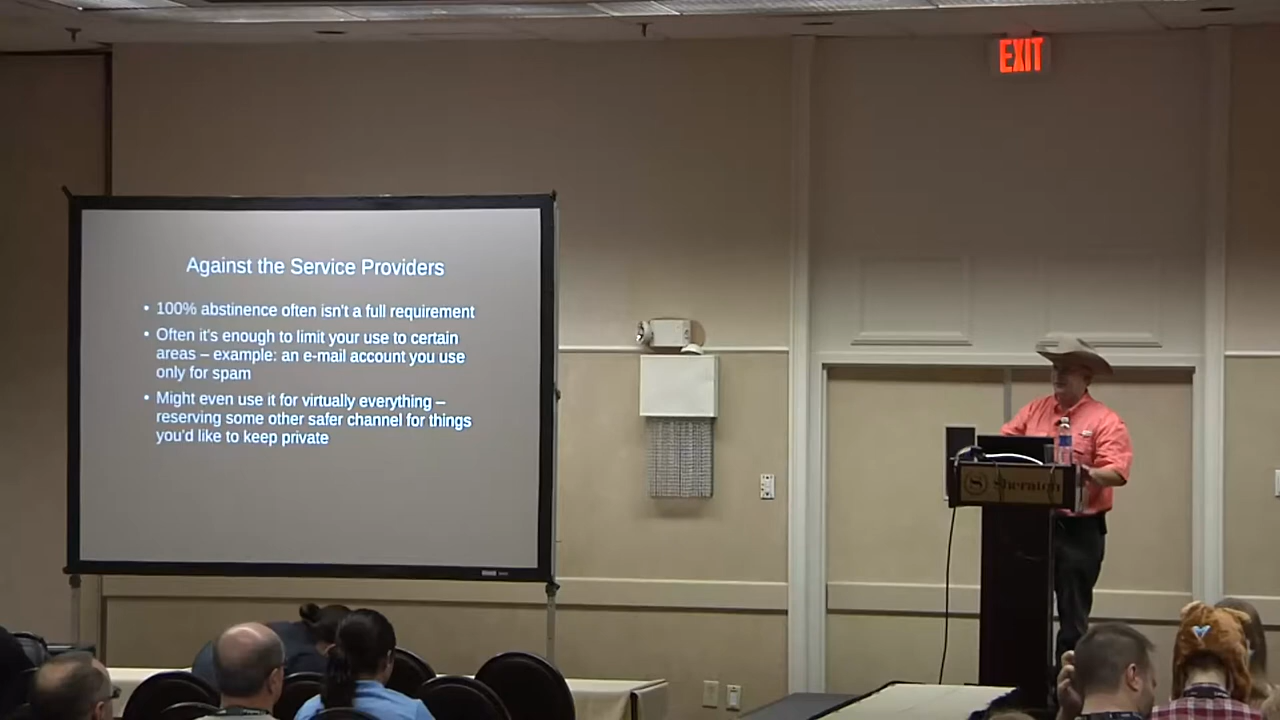 EXIT
Against the Service Providers
• 100% abstinence often isn't a full requirement
• Often it's enough to limit your use to certain
areas – example: an e-mail account you use
only for spam
• Might even use it for virtually everything –
reserving some other safer channel for things
you'd like to keep private
S Sheraton